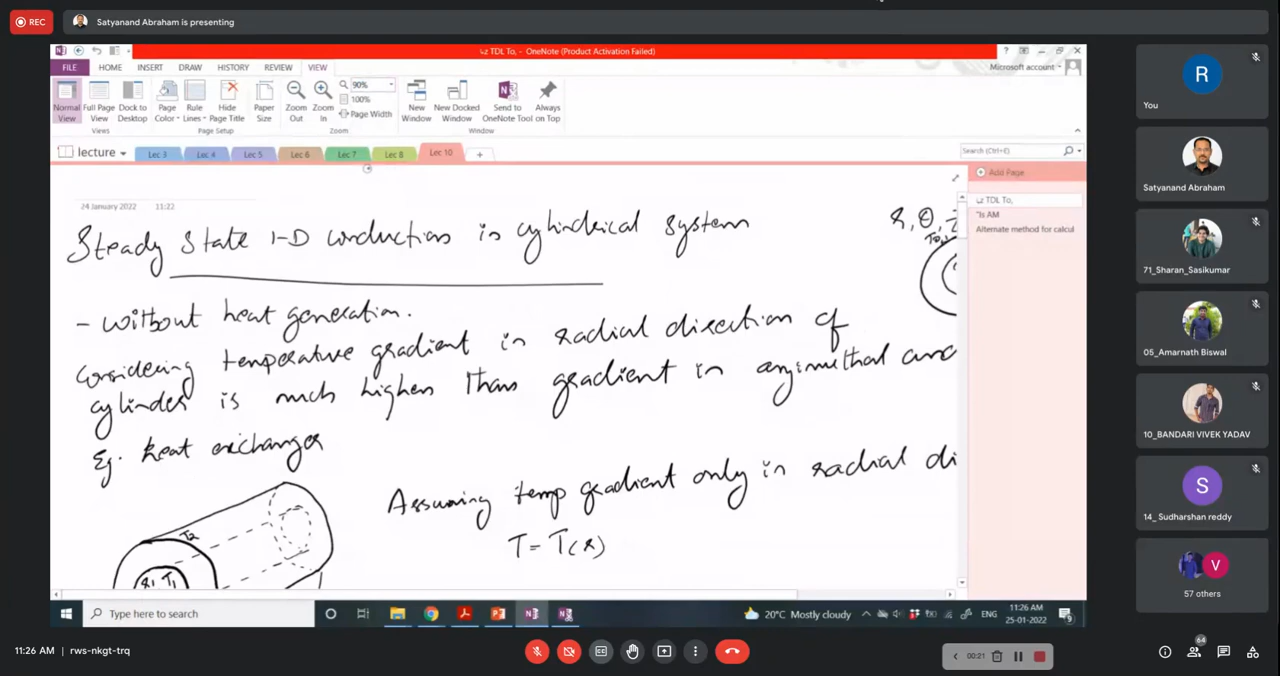 REC
Satyanand Abraham is presenting
TDL To, - OneNote (Product Activation Failed)
FILE HOME INSERT DRAW HISTORY REVIEW VIEW
Microsoft account
Normal View
Full Page View
Dock to Desktop
Page Color
Rule Lines
Hide Page Title
Paper Size
Zoom Out
Zoom In
90%
100%
Page Width
New Window
New Docked Window
Send to OneNote Tool
Always on Top
Views
Page Setup
Zoom
Window
lecture
Lec 3
Lec 4
Lec 5
Lec 6
Lec 7
Lec 8
Lec 10
Search (Ctrl+E)
Add Page
TDL To,
"Is AM
Alternate method for calcul
24 January 2022 11:22
Steady State 1-D conduction in cylindrical system
- without heat generation.
considering temperature gradient in radial direction of
cylinder is much higher than gradient in azimuthal and
Eg. heat exchanger
Assuming temp gradient only in radial di
T = T(r)
T2
r1 T1
r, θ, z
Type here to search
20°C Mostly cloudy
ENG
11:26 AM
25-01-2022
R
You
Satyanand Abraham
71_Sharan_Sasikumar
05_Amarnath Biswal
10_BANDARI VIVEK YADAV
S
14_ Sudharshan reddy
V
57 others
11:26 AM | rws-nkgt-trq
00:21
64